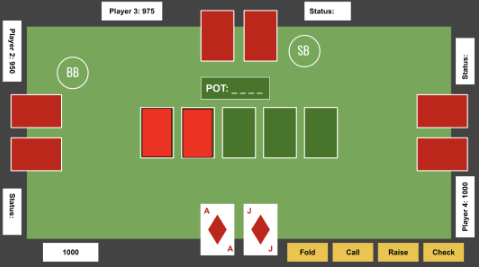 Player 3: 975
Status:
SB
Player 2: 950
BB
Status:
POT: _ _ _ _
Status:
Player 4: 1000
A
A
J
J
1000
Fold
Call
Raise
Check